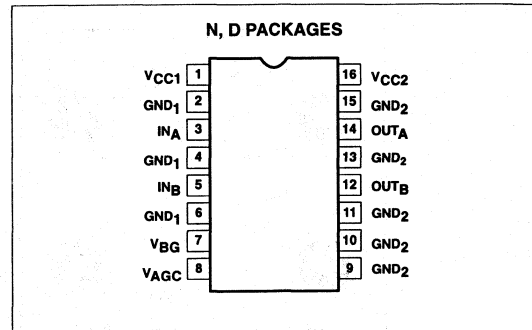 N, D PACKAGES
VCC1 1 16 VCC2
GND1 2 15 GND2
INA 3 14 OUTA
GND1 4 13 GND2
INB 5 12 OUTB
GND1 6 11 GND2
VBG 7 10 GND2
VAGC 8 9 GND2